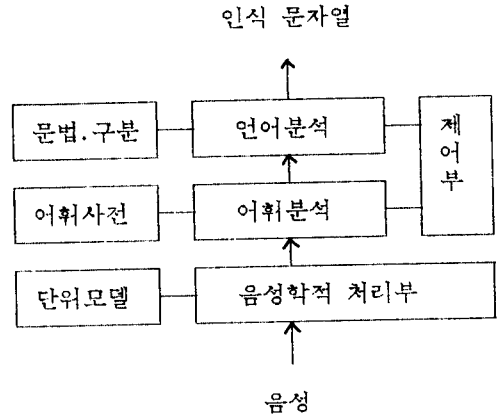 인식 문자열
문법.구분
언어분석
제어부
어휘사전
어휘분석
단위모델
음성학적 처리부
음성